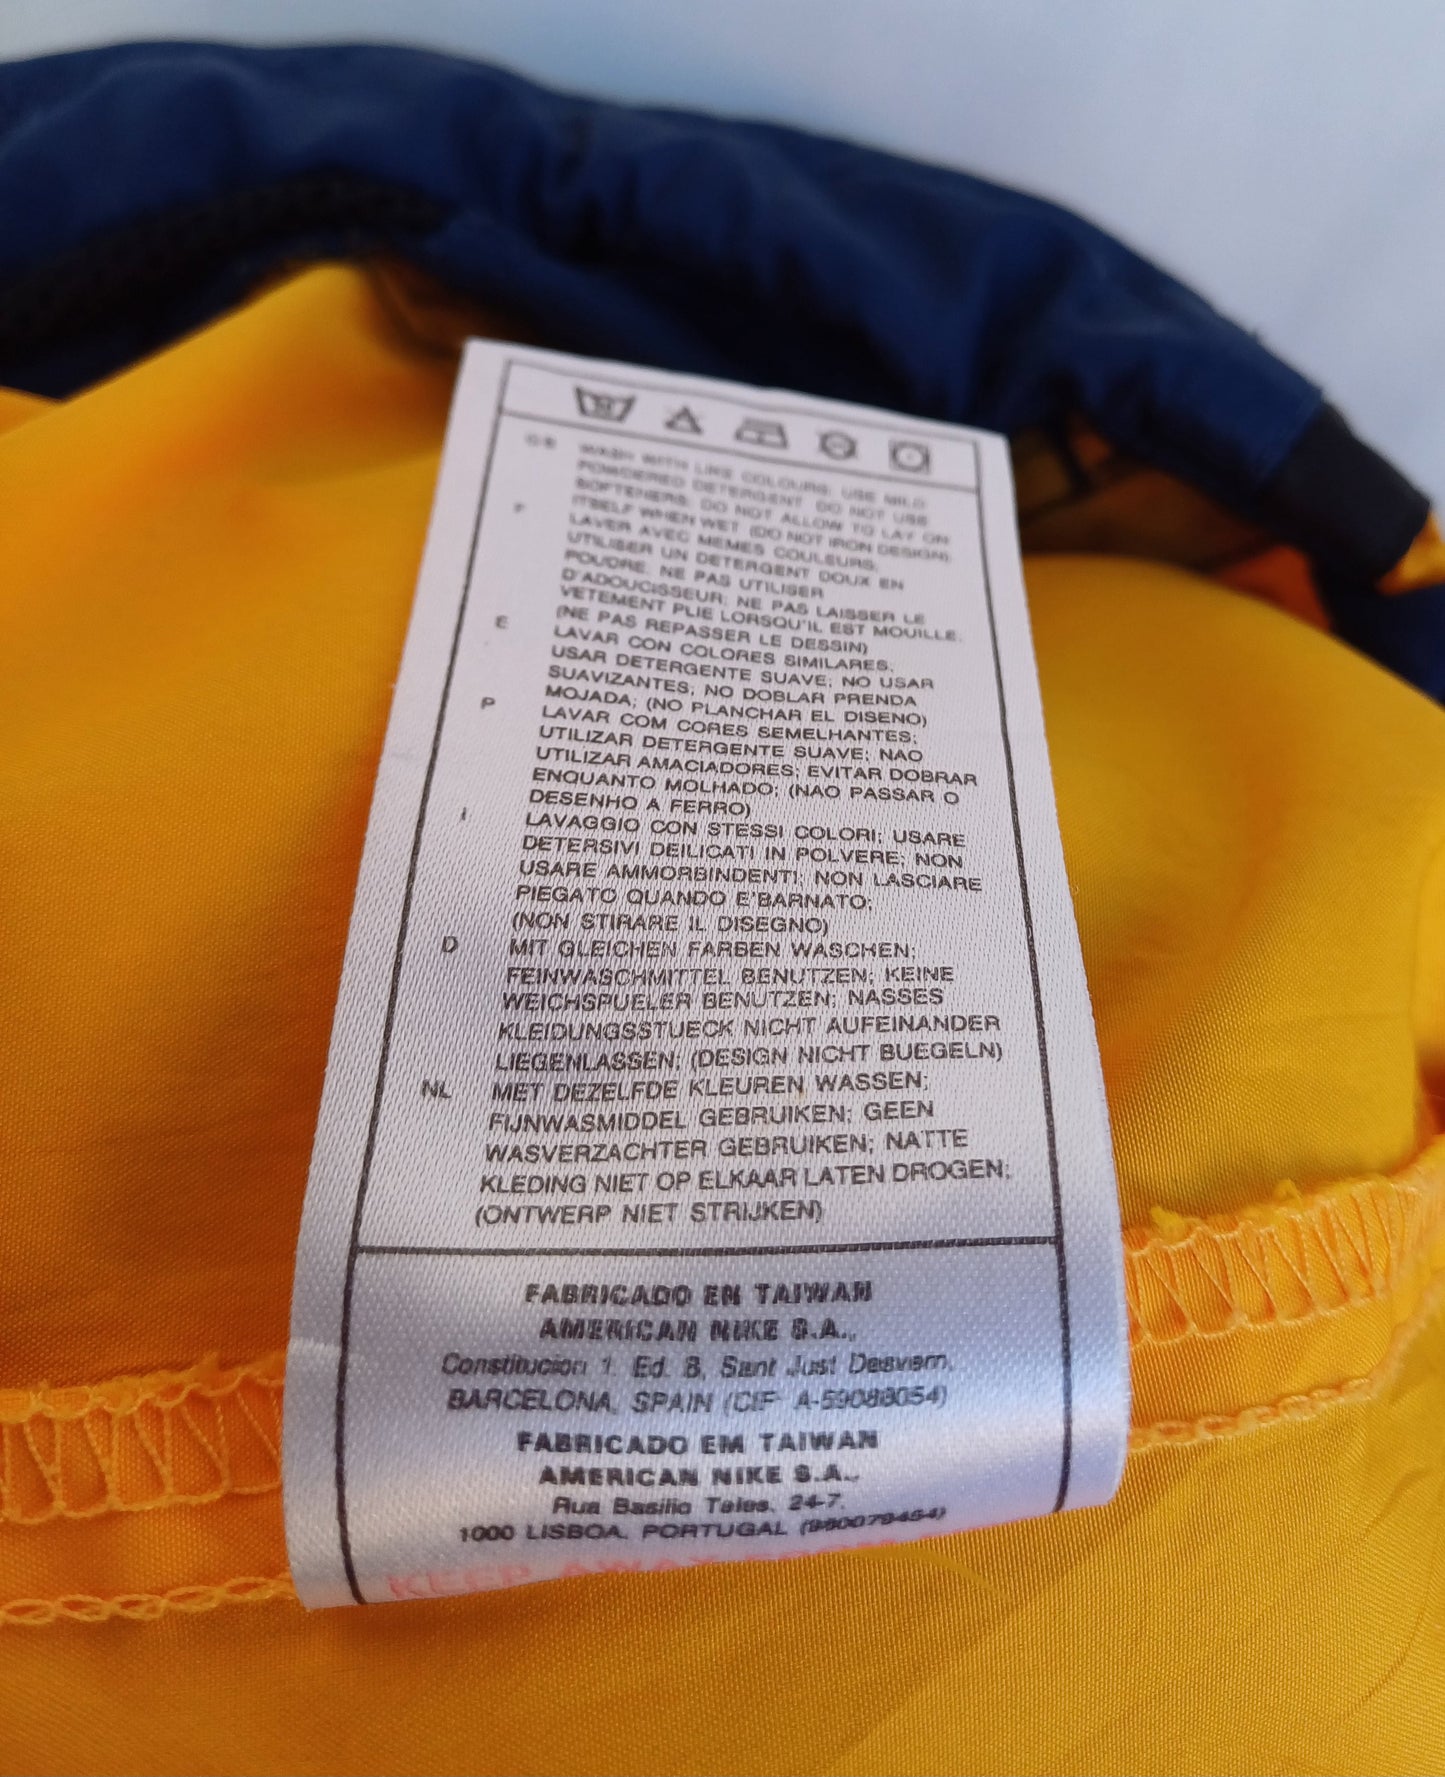 GB WASH WITH LIKE COLOURS; USE MILD
POWDERED DETERGENT. DO NOT USE
SOFTENERS; DO NOT ALLOW TO LAY ON
ITSELF WHEN WET (DO NOT IRON DESIGN).
F LAVER AVEC MEMES COULEURS;
UTILISER UN DETERGENT DOUX EN
POUDRE, NE PAS UTILISER
D'ADOUCISSEUR; NE PAS LAISSER LE
VETEMENT PLIE LORSQU'IL EST MOUILLE.
(NE PAS REPASSER LE DESSIN)
E LAVAR CON COLORES SIMILARES;
USAR DETERGENTE SUAVE; NO USAR
SUAVIZANTES; NO DOBLAR PRENDA
MOJADA; (NO PLANCHAR EL DISENO)
P LAVAR COM CORES SEMELHANTES;
UTILIZAR DETERGENTE SUAVE; NAO
UTILIZAR AMACIADORES; EVITAR DOBRAR
ENQUANTO MOLHADO; (NAO PASSAR O
DESENHO A FERRO)
I LAVAGGIO CON STESSI COLORI; USARE
DETERSIVI DEILICATI IN POLVERE; NON
USARE AMMORBINDENTI; NON LASCIARE
PIEGATO QUANDO E'BARNATO;
(NON STIRARE IL DISEGNO)
D MIT GLEICHEN FARBEN WASCHEN;
FEINWASCHMITTEL BENUTZEN; KEINE
WEICHSPUELER BENUTZEN; NASSES
KLEIDUNGSSTUECK NICHT AUFEINANDER
LIEGENLASSEN; (DESIGN NICHT BUEGELN)
NL MET DEZELFDE KLEUREN WASSEN;
FIJNWASMIDDEL GEBRUIKEN; GEEN
WASVERZACHTER GEBRUIKEN; NATTE
KLEDING NIET OP ELKAAR LATEN DROGEN;
(ONTWERP NIET STRIJKEN)
FABRICADO EN TAIWAN
AMERICAN NIKE S.A.,
Constitucion 1, Ed. 8, Sant Just Desvern,
BARCELONA, SPAIN (CIF A-59088054)
FABRICADO EM TAIWAN
AMERICAN NIKE S.A.,
Rua Basilio Teles, 24-7,
1000 LISBOA, PORTUGAL (980079454)
KEEP AWAY FROM